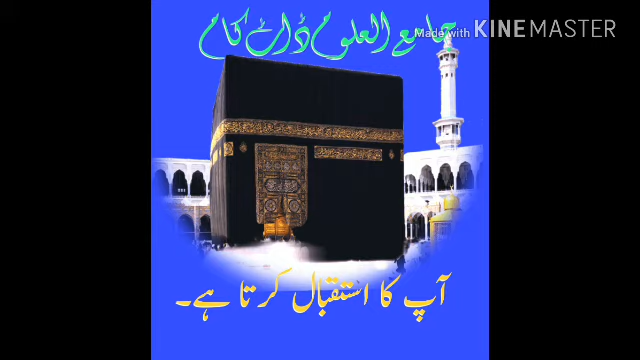 جامع العلوم ڈاٹ کام
Made with KINEMASTER
آپ کا استقبال کرتا ہے۔